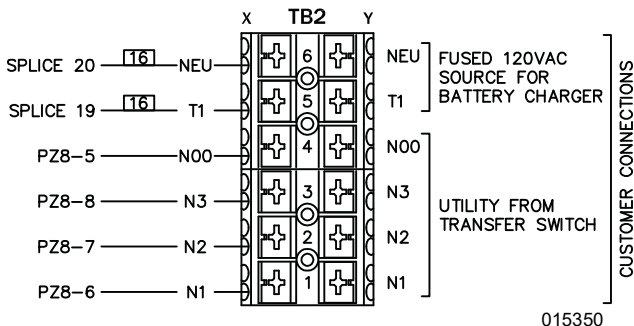 X TB2 Y
SPLICE 20 16 NEU 6 NEU
FUSED 120VAC
SOURCE FOR
BATTERY CHARGER
SPLICE 19 16 T1 5 T1
PZ8-5 N00 4 N00
PZ8-8 N3 3 N3
UTILITY FROM
TRANSFER SWITCH
PZ8-7 N2 2 N2
PZ8-6 N1 1 N1
CUSTOMER CONNECTIONS
015350